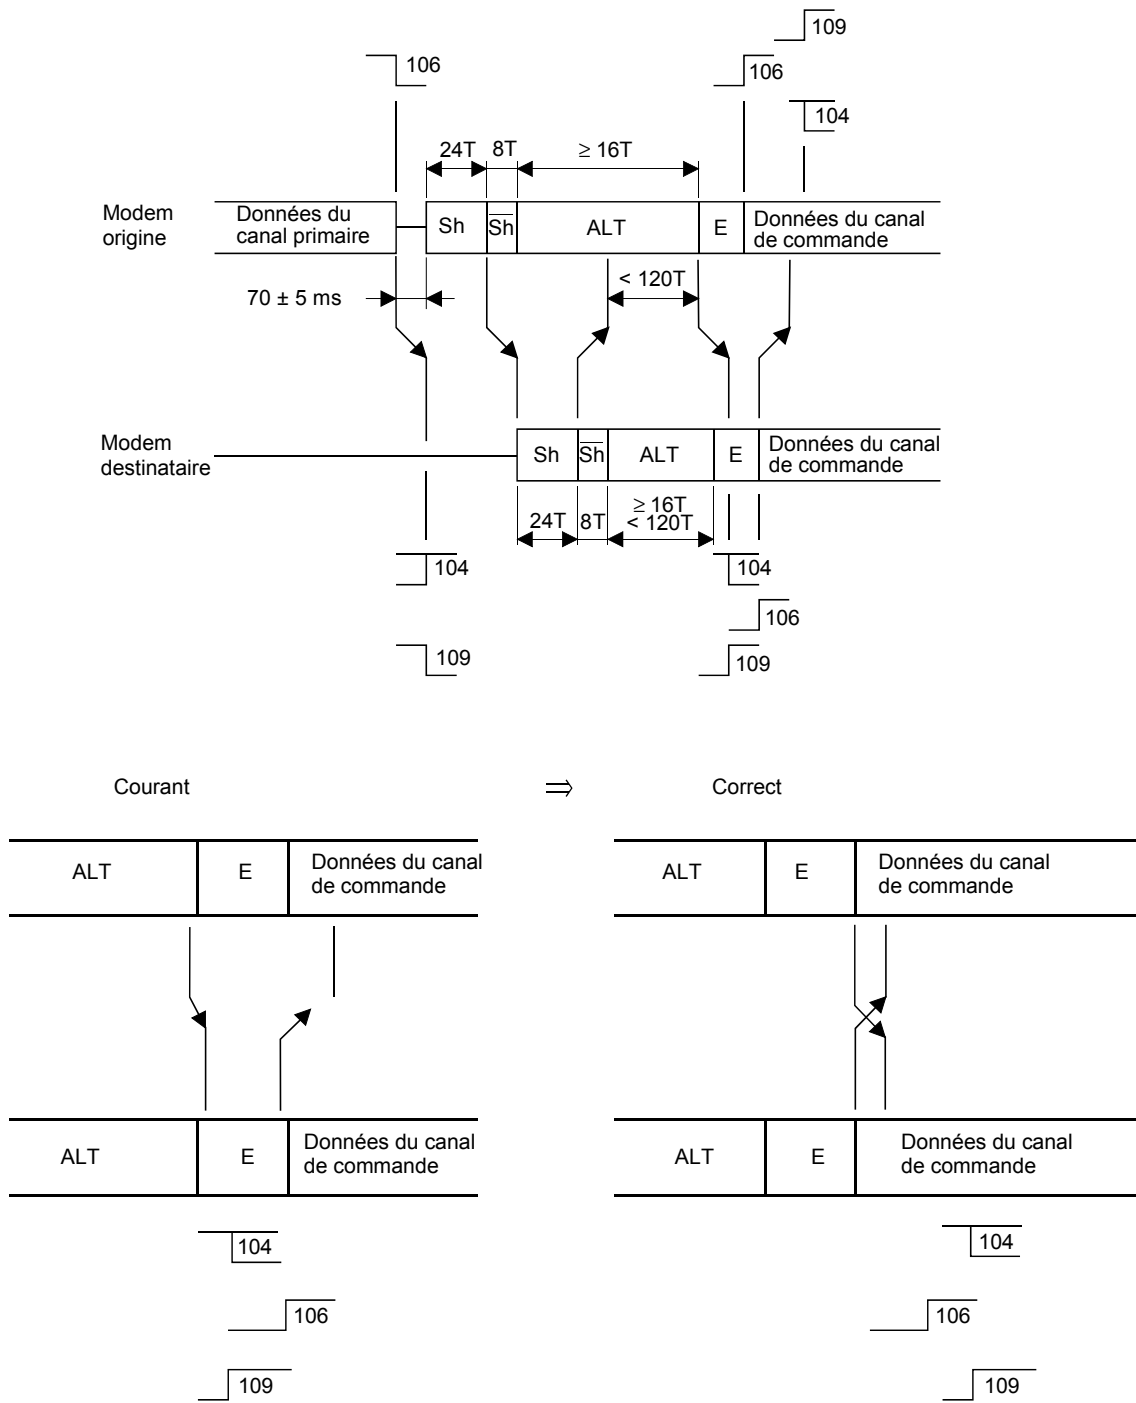 109
106
106
104
24T 8T ≥ 16T
Modem
origine
Données du
canal primaire
Sh
S̅h̅
ALT
E
Données du canal
de commande
< 120T
70 ± 5 ms
Modem
destinataire
Sh
S̅h̅
ALT
E
Données du canal
de commande
24T 8T
≥ 16T
< 120T
104
104
106
109
109
Courant ⇒ Correct
ALT
E
Données du canal
de commande
ALT
E
Données du canal
de commande
ALT
E
Données du canal
de commande
ALT
E
Données du canal
de commande
104
104
106
106
109
109